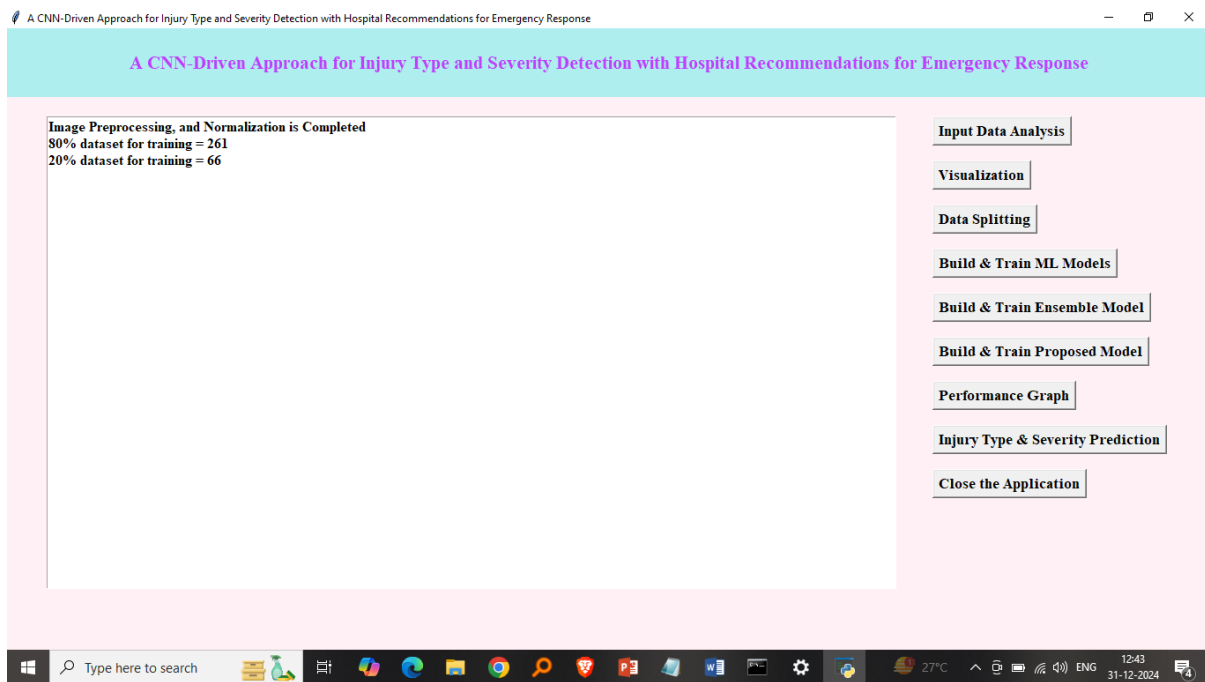 A CNN-Driven Approach for Injury Type and Severity Detection with Hospital Recommendations for Emergency Response
A CNN-Driven Approach for Injury Type and Severity Detection with Hospital Recommendations for Emergency Response
Image Preprocessing, and Normalization is Completed
80% dataset for training = 261
20% dataset for training = 66
Input Data Analysis
Visualization
Data Splitting
Build & Train ML Models
Build & Train Ensemble Model
Build & Train Proposed Model
Performance Graph
Injury Type & Severity Prediction
Close the Application
Type here to search
27°C
ENG
12:43
31-12-2024
4